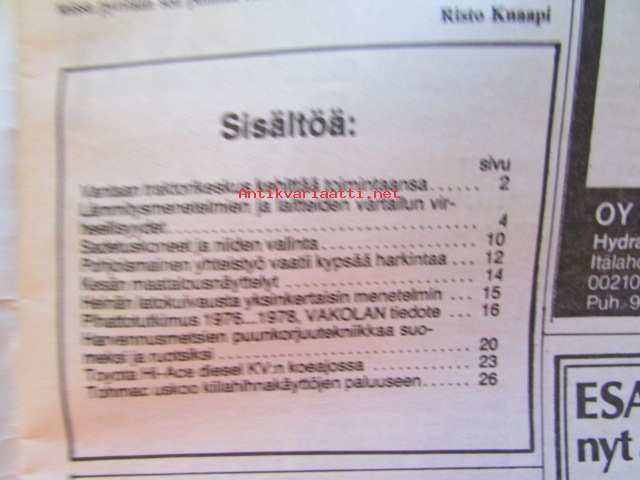 Risto Knaapi
Sisältöä:
sivu
Vantaan traktorikeskus kehittää toimintaansa...... 2
Antikvariaatti.net
Lämmitysmenetelmien ja laitteiden vertailun vir-
heellisyydet 4
Sadetuskoneet ja niiden valinta 10
Pohjoismainen yhteistyö vaatii kypsää harkintaa ... 12
Kesän maatalousnäyttelyt 14
Heinän latokuivausta yksinkertaisin menetelmin ... 15
Pihattotutkimus 1976...1978, VAKOLAN tiedote ... 16
Harvennusmetsien puunkorjuutekniikkaa suo-
meksi ja ruotsiksi 20
Toyota Hi-Ace diesel KV:n koeajossa 23
uskoo kiilahihnakäyttöjen paluuseen....... 26
OY
Hydra
Itälaho
00210
Puh. 9
ESA
nyt